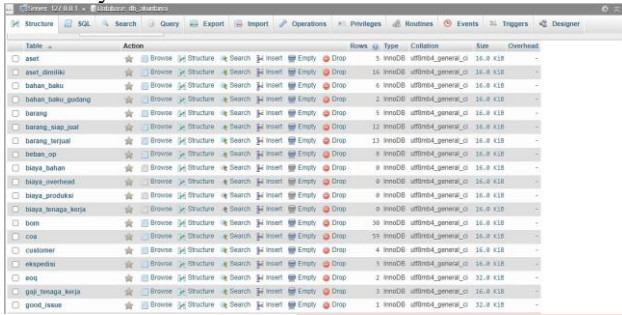 Server: 127.0.0.1 » Database: db_akuntansi
Structure SQL Search Query Export Import Operations Privileges Routines Events Triggers Designer
Table Action Rows Type Collation Size Overhead
aset Browse Structure Search Insert Empty Drop 5 InnoDB utf8mb4_general_ci 16.0 KiB -
aset_dimiliki Browse Structure Search Insert Empty Drop 16 InnoDB utf8mb4_general_ci 16.0 KiB -
bahan_baku Browse Structure Search Insert Empty Drop 6 InnoDB utf8mb4_general_ci 16.0 KiB -
bahan_baku_gudang Browse Structure Search Insert Empty Drop 2 InnoDB utf8mb4_general_ci 16.0 KiB -
barang Browse Structure Search Insert Empty Drop 5 InnoDB utf8mb4_general_ci 16.0 KiB -
barang_siap_jual Browse Structure Search Insert Empty Drop 12 InnoDB utf8mb4_general_ci 16.0 KiB -
barang_terjual Browse Structure Search Insert Empty Drop 13 InnoDB utf8mb4_general_ci 16.0 KiB -
beban_op Browse Structure Search Insert Empty Drop InnoDB utf8mb4_general_ci 16.0 KiB -
biaya_bahan Browse Structure Search Insert Empty Drop 0 InnoDB utf8mb4_general_ci 16.0 KiB -
biaya_overhead Browse Structure Search Insert Empty Drop 0 InnoDB utf8mb4_general_ci 16.0 KiB -
biaya_produksi Browse Structure Search Insert Empty Drop 0 InnoDB utf8mb4_general_ci 16.0 KiB -
biaya_tenaga_kerja Browse Structure Search Insert Empty Drop 0 InnoDB utf8mb4_general_ci 16.0 KiB -
bom Browse Structure Search Insert Empty Drop 30 InnoDB utf8mb4_general_ci 16.0 KiB -
coa Browse Structure Search Insert Empty Drop 59 InnoDB utf8mb4_general_ci 16.0 KiB -
customer Browse Structure Search Insert Empty Drop 4 InnoDB utf8mb4_general_ci 16.0 KiB -
ekspedisi Browse Structure Search Insert Empty Drop 3 InnoDB utf8mb4_general_ci 16.0 KiB -
eoq Browse Structure Search Insert Empty Drop 2 InnoDB utf8mb4_general_ci 32.0 KiB -
gaji_tenaga_kerja Browse Structure Search Insert Empty Drop 3 InnoDB utf8mb4_general_ci 16.0 KiB -
good_issue Browse Structure Search Insert Empty Drop 1 InnoDB utf8mb4_general_ci 32.0 KiB -